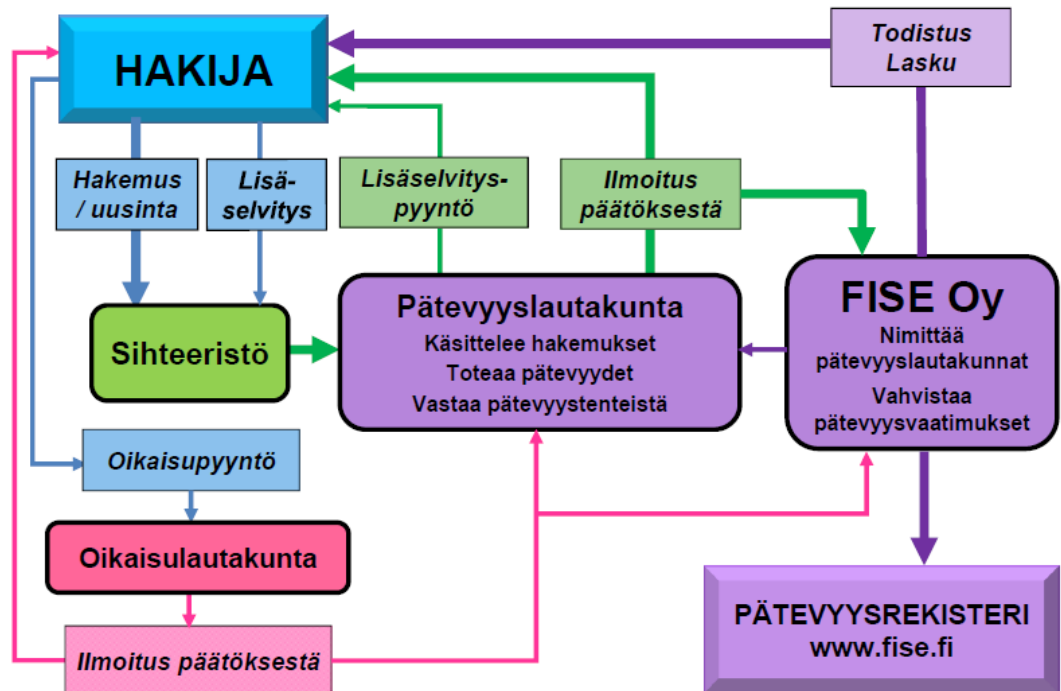 HAKIJA
Todistus
Lasku
Hakemus
/ uusinta
Lisä-
selvitys
Lisäselvitys-
pyyntö
Ilmoitus
päätöksestä
Sihteeristö
Pätevyyslautakunta
Käsittelee hakemukset
Toteaa pätevyydet
Vastaa pätevyystenteistä
FISE Oy
Nimittää
pätevyyslautakunnat
Vahvistaa
pätevyysvaatimukset
Oikaisupyyntö
Oikaisulautakunta
Ilmoitus päätöksestä
PÄTEVYYSREKISTERI
www.fise.fi